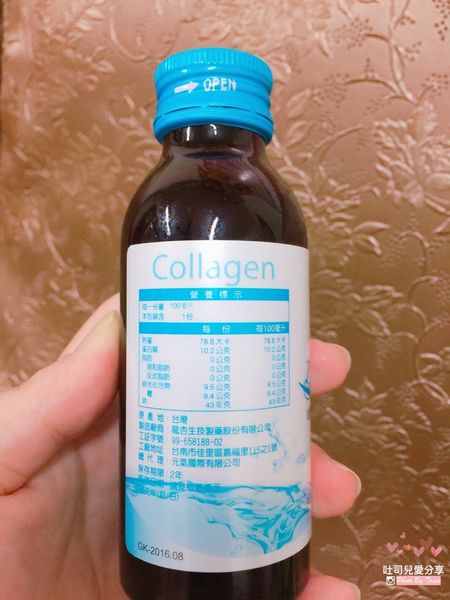 OPEN
Collagen
營養標示
每一份量 100毫升
本包裝含 1份
每份 每100毫升
熱量 78.8大卡 78.8大卡
蛋白質 10.2公克 10.2公克
脂肪 0公克 0公克
飽和脂肪 0公克 0公克
反式脂肪 0公克 0公克
碳水化合物 9.5公克 9.5公克
糖 9.4公克 9.4公克
鈉 43毫克 43毫克
原產地：台灣
製造廠商：龍杏生技製藥股份有限公司
工証字號：99-658188-02
工廠地址：台南市佳里區嘉福里115之1號
總代理：元氣國際有限公司
保存期限：2年
GK-2016.08
吐司兒愛分享
Photo By Toast